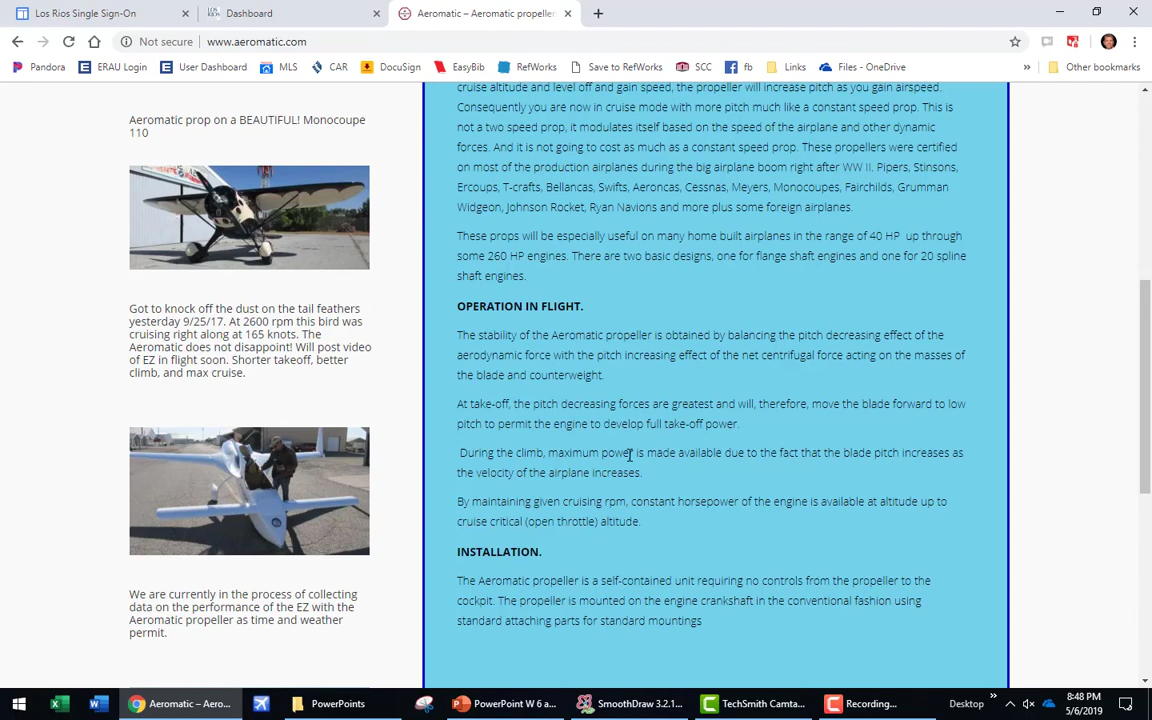 Los Rios Single Sign-On
Dashboard
Aeromatic – Aeromatic propeller
Not secure
www.aeromatic.com
Pandora
ERAU Login
User Dashboard
MLS
CAR
DocuSign
EasyBib
RefWorks
Save to RefWorks
SCC
fb
Links
Files - OneDrive
Other bookmarks
Aeromatic prop on a BEAUTIFUL! Monocoupe
110
Got to knock off the dust on the tail feathers
yesterday 9/25/17. At 2600 rpm this bird was
cruising right along at 165 knots. The
Aeromatic does not disappoint! Will post video
of EZ in flight soon. Shorter takeoff, better
climb, and max cruise.
We are currently in the process of collecting
data on the performance of the EZ with the
Aeromatic propeller as time and weather
permit.
cruise altitude and level off and gain speed, the propeller will increase pitch as you gain airspeed.
Consequently you are now in cruise mode with more pitch much like a constant speed prop. This is
not a two speed prop, it modulates itself based on the speed of the airplane and other dynamic
forces. And it is not going to cost as much as a constant speed prop. These propellers were certified
on most of the production airplanes during the big airplane boom right after WW II. Pipers, Stinsons,
Ercoups, T-crafts, Bellancas, Swifts, Aeroncas, Cessnas, Meyers, Monocoupes, Fairchilds, Grumman
Widgeon, Johnson Rocket, Ryan Navions and more plus some foreign airplanes.
These props will be especially useful on many home built airplanes in the range of 40 HP up through
some 260 HP engines. There are two basic designs, one for flange shaft engines and one for 20 spline
shaft engines.
OPERATION IN FLIGHT.
The stability of the Aeromatic propeller is obtained by balancing the pitch decreasing effect of the
aerodynamic force with the pitch increasing effect of the net centrifugal force acting on the masses of
the blade and counterweight.
At take-off, the pitch decreasing forces are greatest and will, therefore, move the blade forward to low
pitch to permit the engine to develop full take-off power.
During the climb, maximum power is made available due to the fact that the blade pitch increases as
the velocity of the airplane increases.
By maintaining given cruising rpm, constant horsepower of the engine is available at altitude up to
cruise critical (open throttle) altitude.
INSTALLATION.
The Aeromatic propeller is a self-contained unit requiring no controls from the propeller to the
cockpit. The propeller is mounted on the engine crankshaft in the conventional fashion using
standard attaching parts for standard mountings
Aeromatic – Aero...
PowerPoints
PowerPoint W 6 a...
SmoothDraw 3.2.1...
TechSmith Camta...
Recording...
Desktop
8:48 PM
5/6/2019